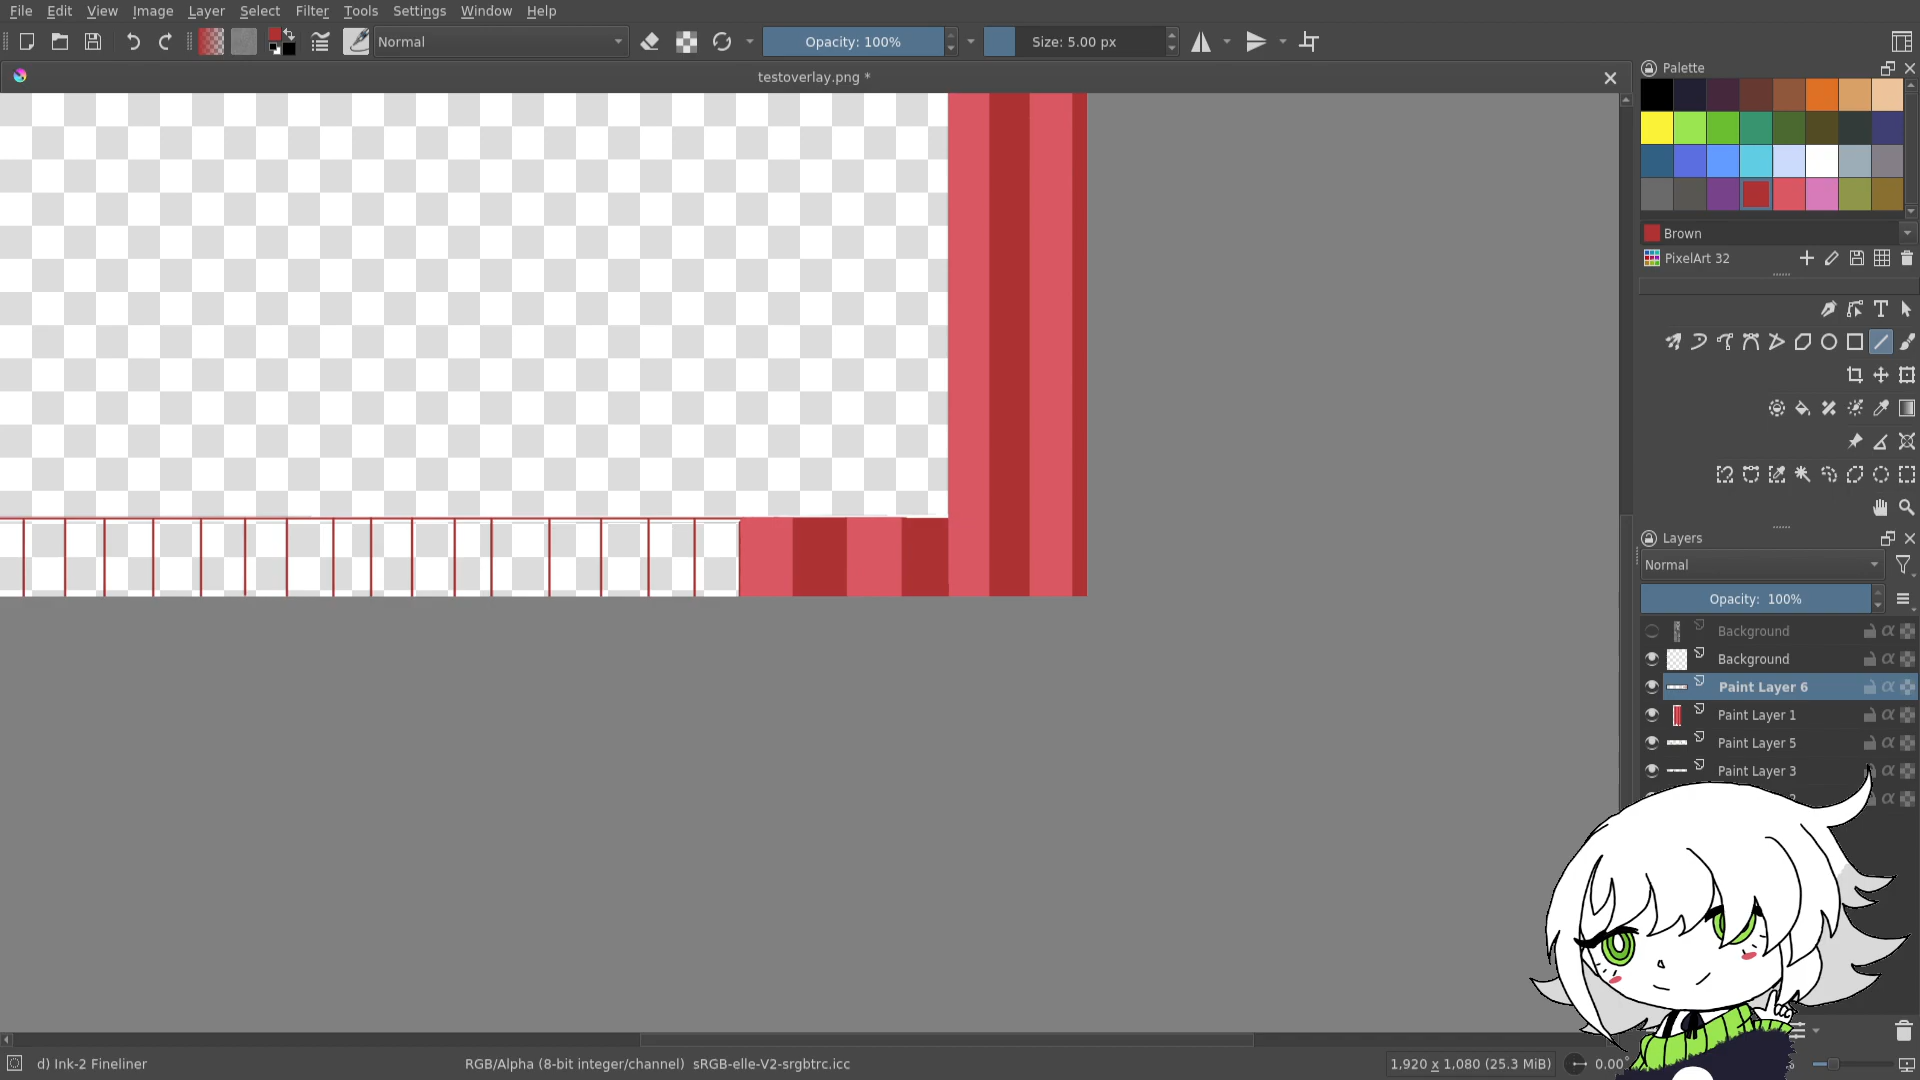 File Edit View Image Layer Select Filter Tools Settings Window Help
Normal
Opacity: 100%
Size: 5.00 px
testoverlay.png *
Palette
Brown
PixelArt 32
Layers
Normal
Opacity: 100%
Background
Background
Paint Layer 6
Paint Layer 1
Paint Layer 5
Paint Layer 3
d) Ink-2 Fineliner
RGB/Alpha (8-bit integer/channel) sRGB-elle-V2-srgbtrc.icc
1,920 x 1,080 (25.3 MiB)
0.00°